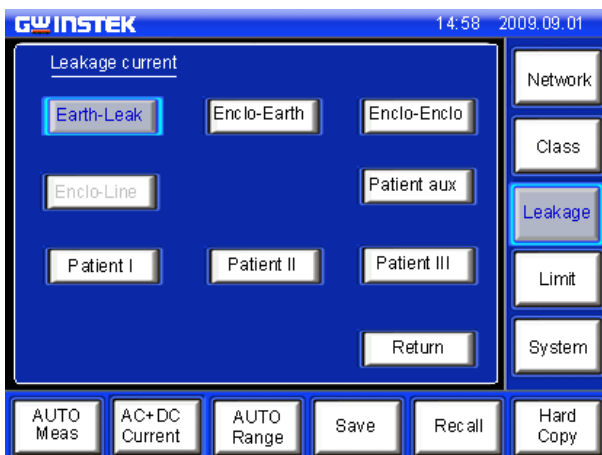 GWINSTEK 14:58 2009.09.01
Leakage current
Earth-Leak Enclo-Earth Enclo-Enclo
Enclo-Line Patient aux
Patient I Patient II Patient III
Return
Network
Class
Leakage
Limit
System
AUTO
Meas
AC+DC
Current
AUTO
Range
Save
Recall
Hard
Copy